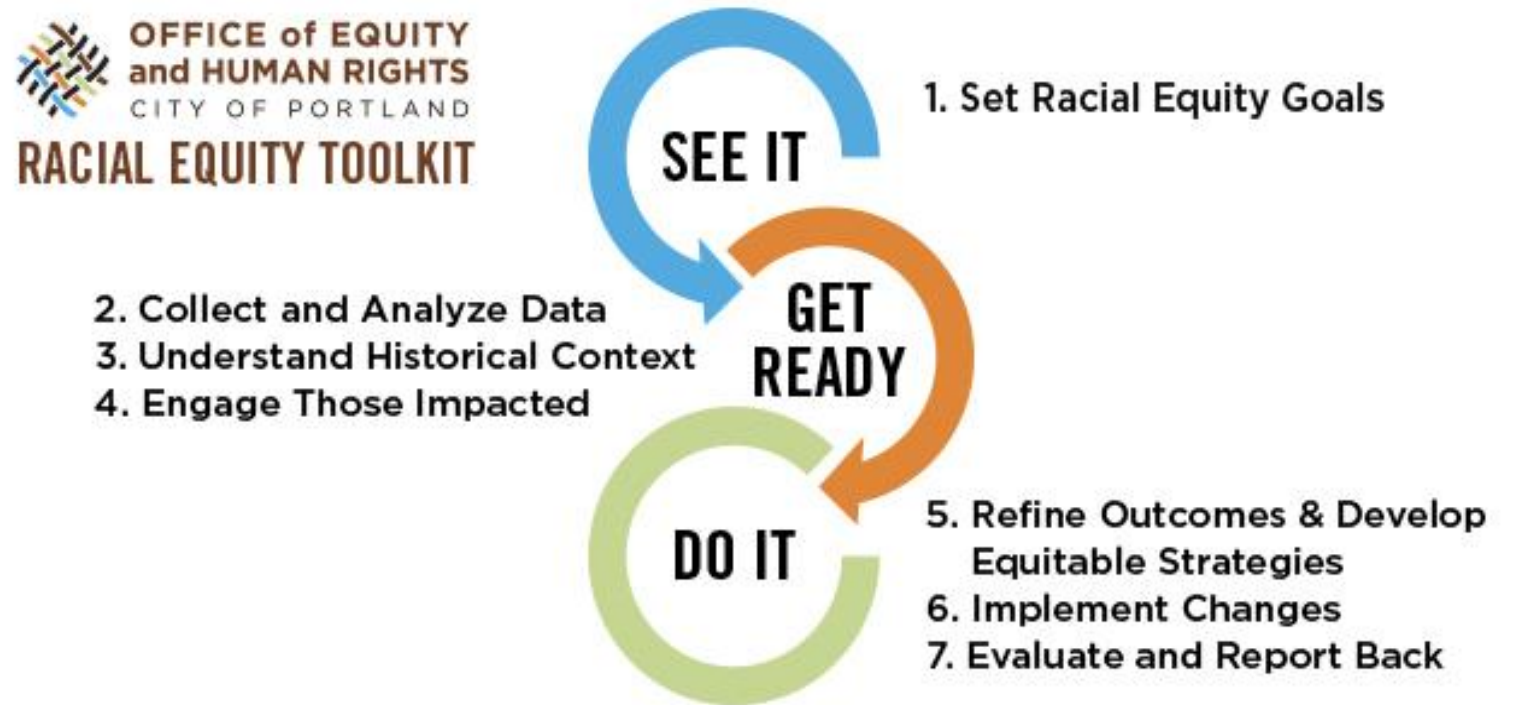 OFFICE of EQUITY
and HUMAN RIGHTS
CITY OF PORTLAND
RACIAL EQUITY TOOLKIT
SEE IT
1. Set Racial Equity Goals
GET
READY
2. Collect and Analyze Data
3. Understand Historical Context
4. Engage Those Impacted
DO IT
5. Refine Outcomes & Develop
Equitable Strategies
6. Implement Changes
7. Evaluate and Report Back